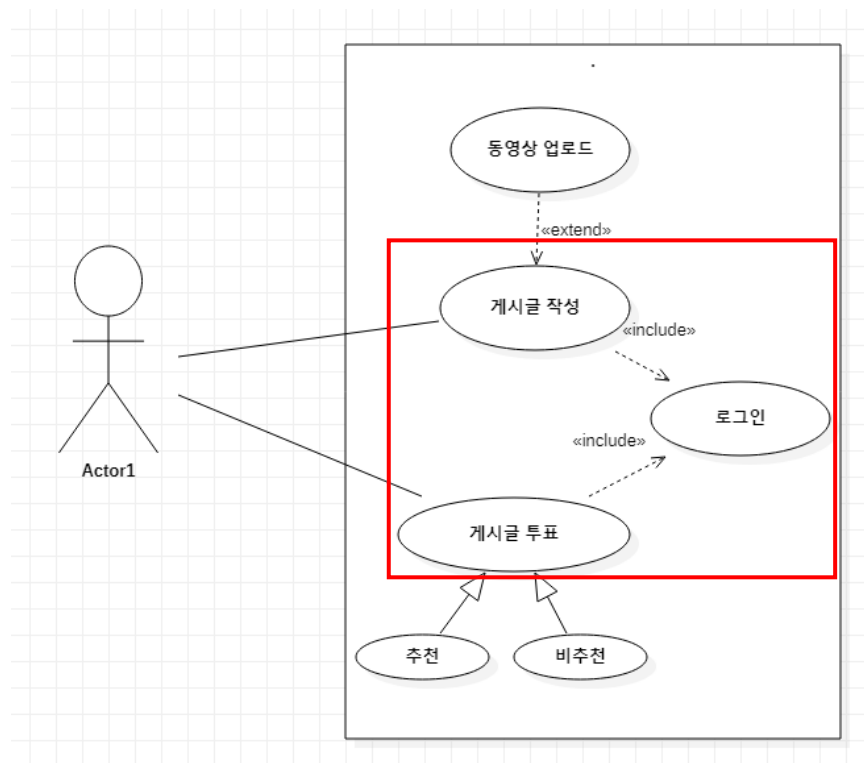 동영상 업로드
«extend»
게시글 작성
«include»
로그인
«include»
Actor1
게시글 투표
추천
비추천